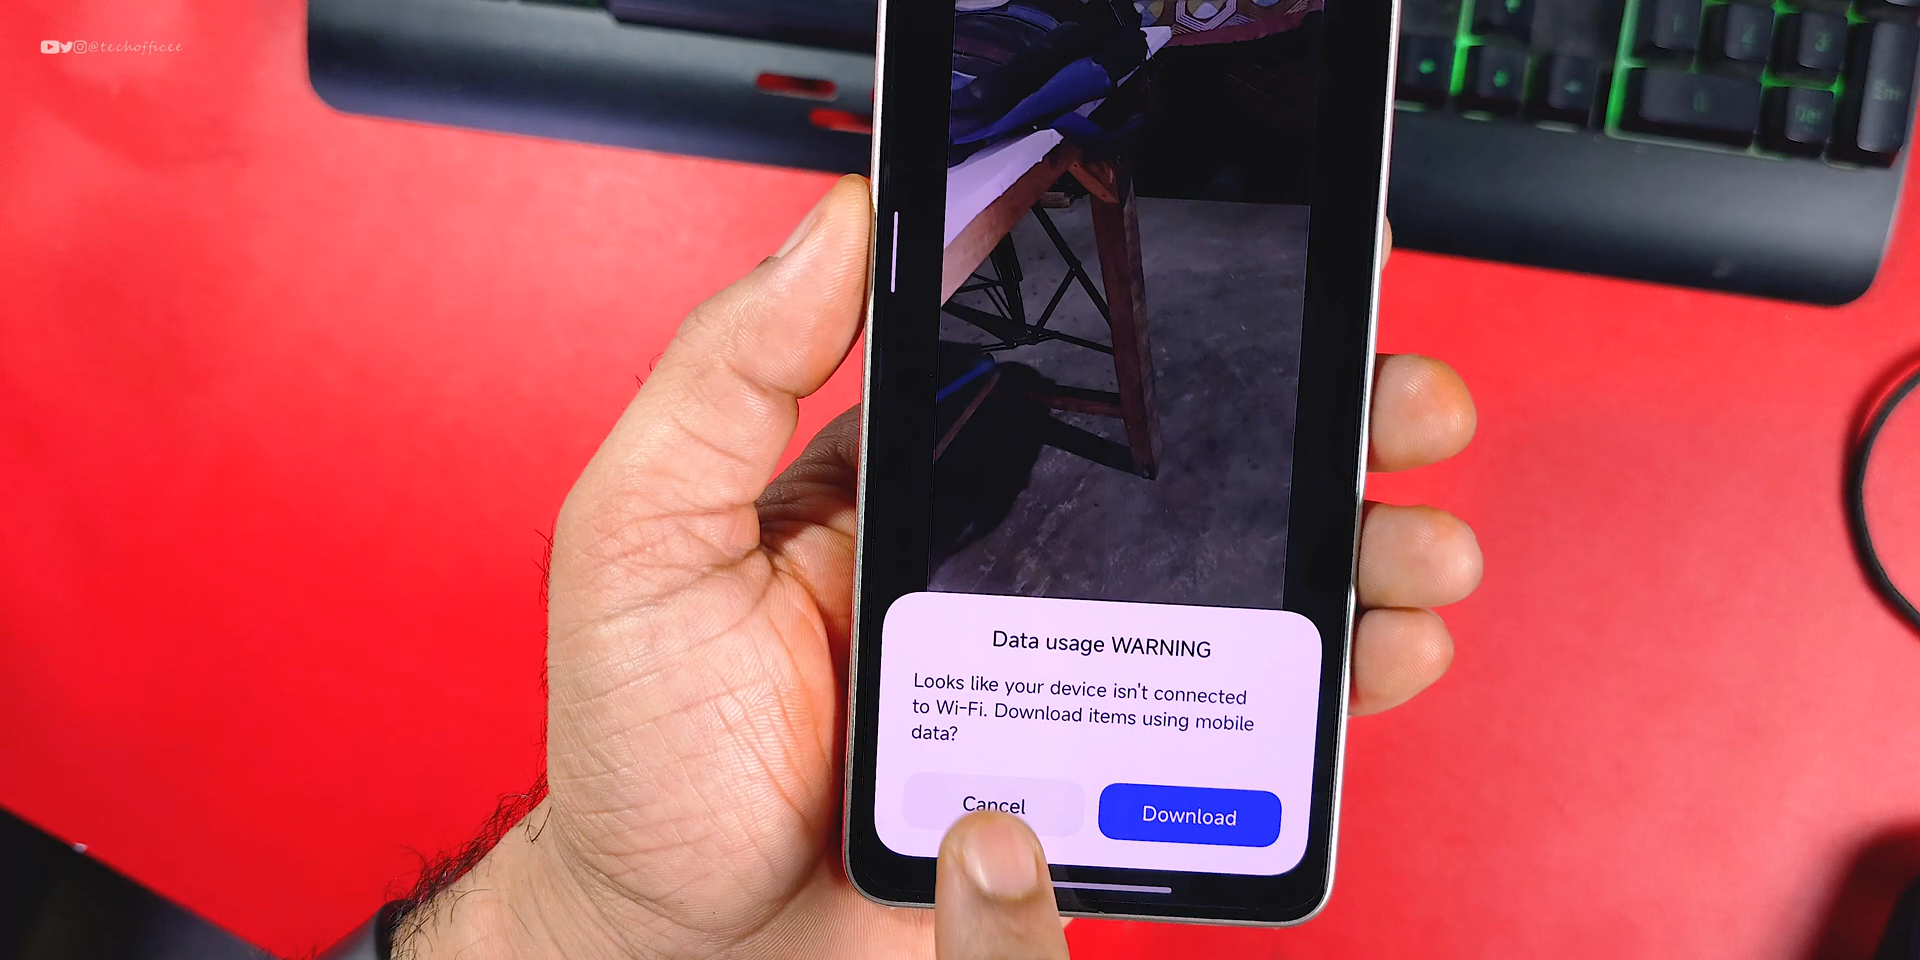 @techofficee
Data usage WARNING
Looks like your device isn't connected
to Wi-Fi. Download items using mobile
data?
Cancel
Download